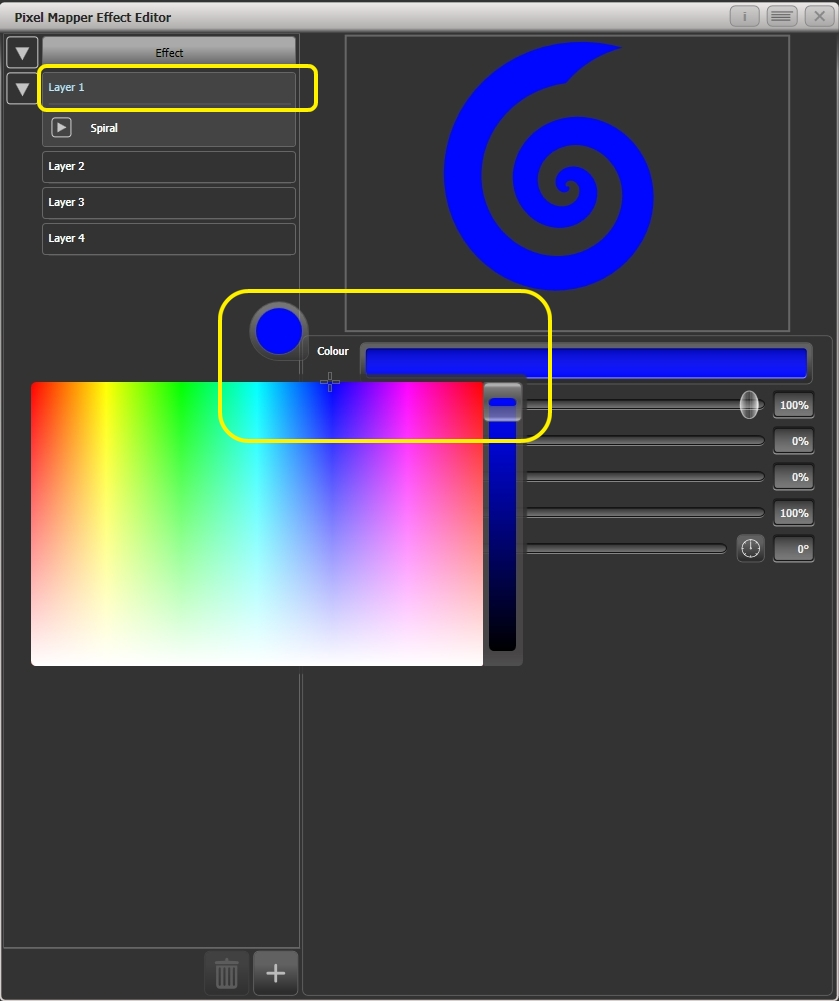 Pixel Mapper Effect Editor
i
Effect
Layer 1
Spiral
Layer 2
Layer 3
Layer 4
Colour
100%
0%
0%
100%
0°